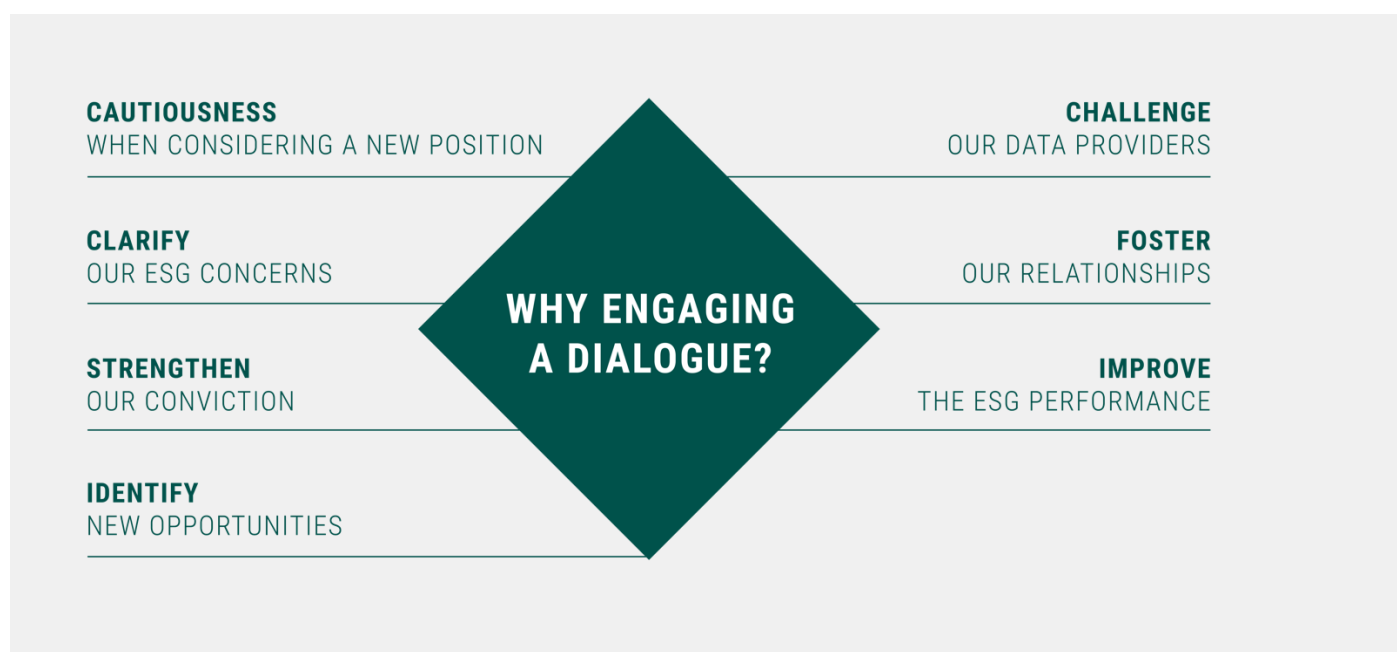 CAUTIOUSNESS
WHEN CONSIDERING A NEW POSITION
CLARIFY
OUR ESG CONCERNS
STRENGTHEN
OUR CONVICTION
IDENTIFY
NEW OPPORTUNITIES
WHY ENGAGING
A DIALOGUE?
CHALLENGE
OUR DATA PROVIDERS
FOSTER
OUR RELATIONSHIPS
IMPROVE
THE ESG PERFORMANCE